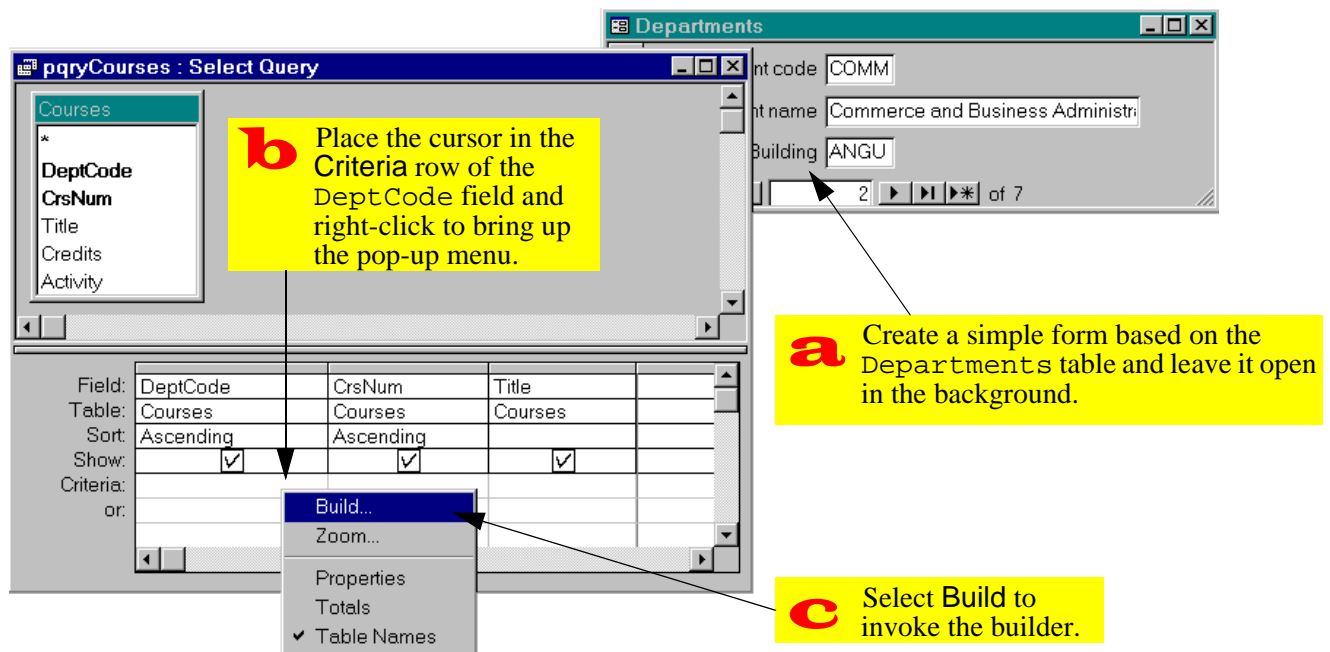 Departments
nt code COMM
nt name Commerce and Business Administr
Building ANGU
2 of 7
pqryCourses : Select Query
Courses
*
DeptCode
CrsNum
Title
Credits
Activity
b Place the cursor in the
Criteria row of the
DeptCode field and
right-click to bring up
the pop-up menu.
a Create a simple form based on the
Departments table and leave it open
in the background.
Field: DeptCode CrsNum Title
Table: Courses Courses Courses
Sort: Ascending Ascending
Show:
Criteria:
or:
Build...
Zoom...
Properties
Totals
Table Names
c Select Build to
invoke the builder.